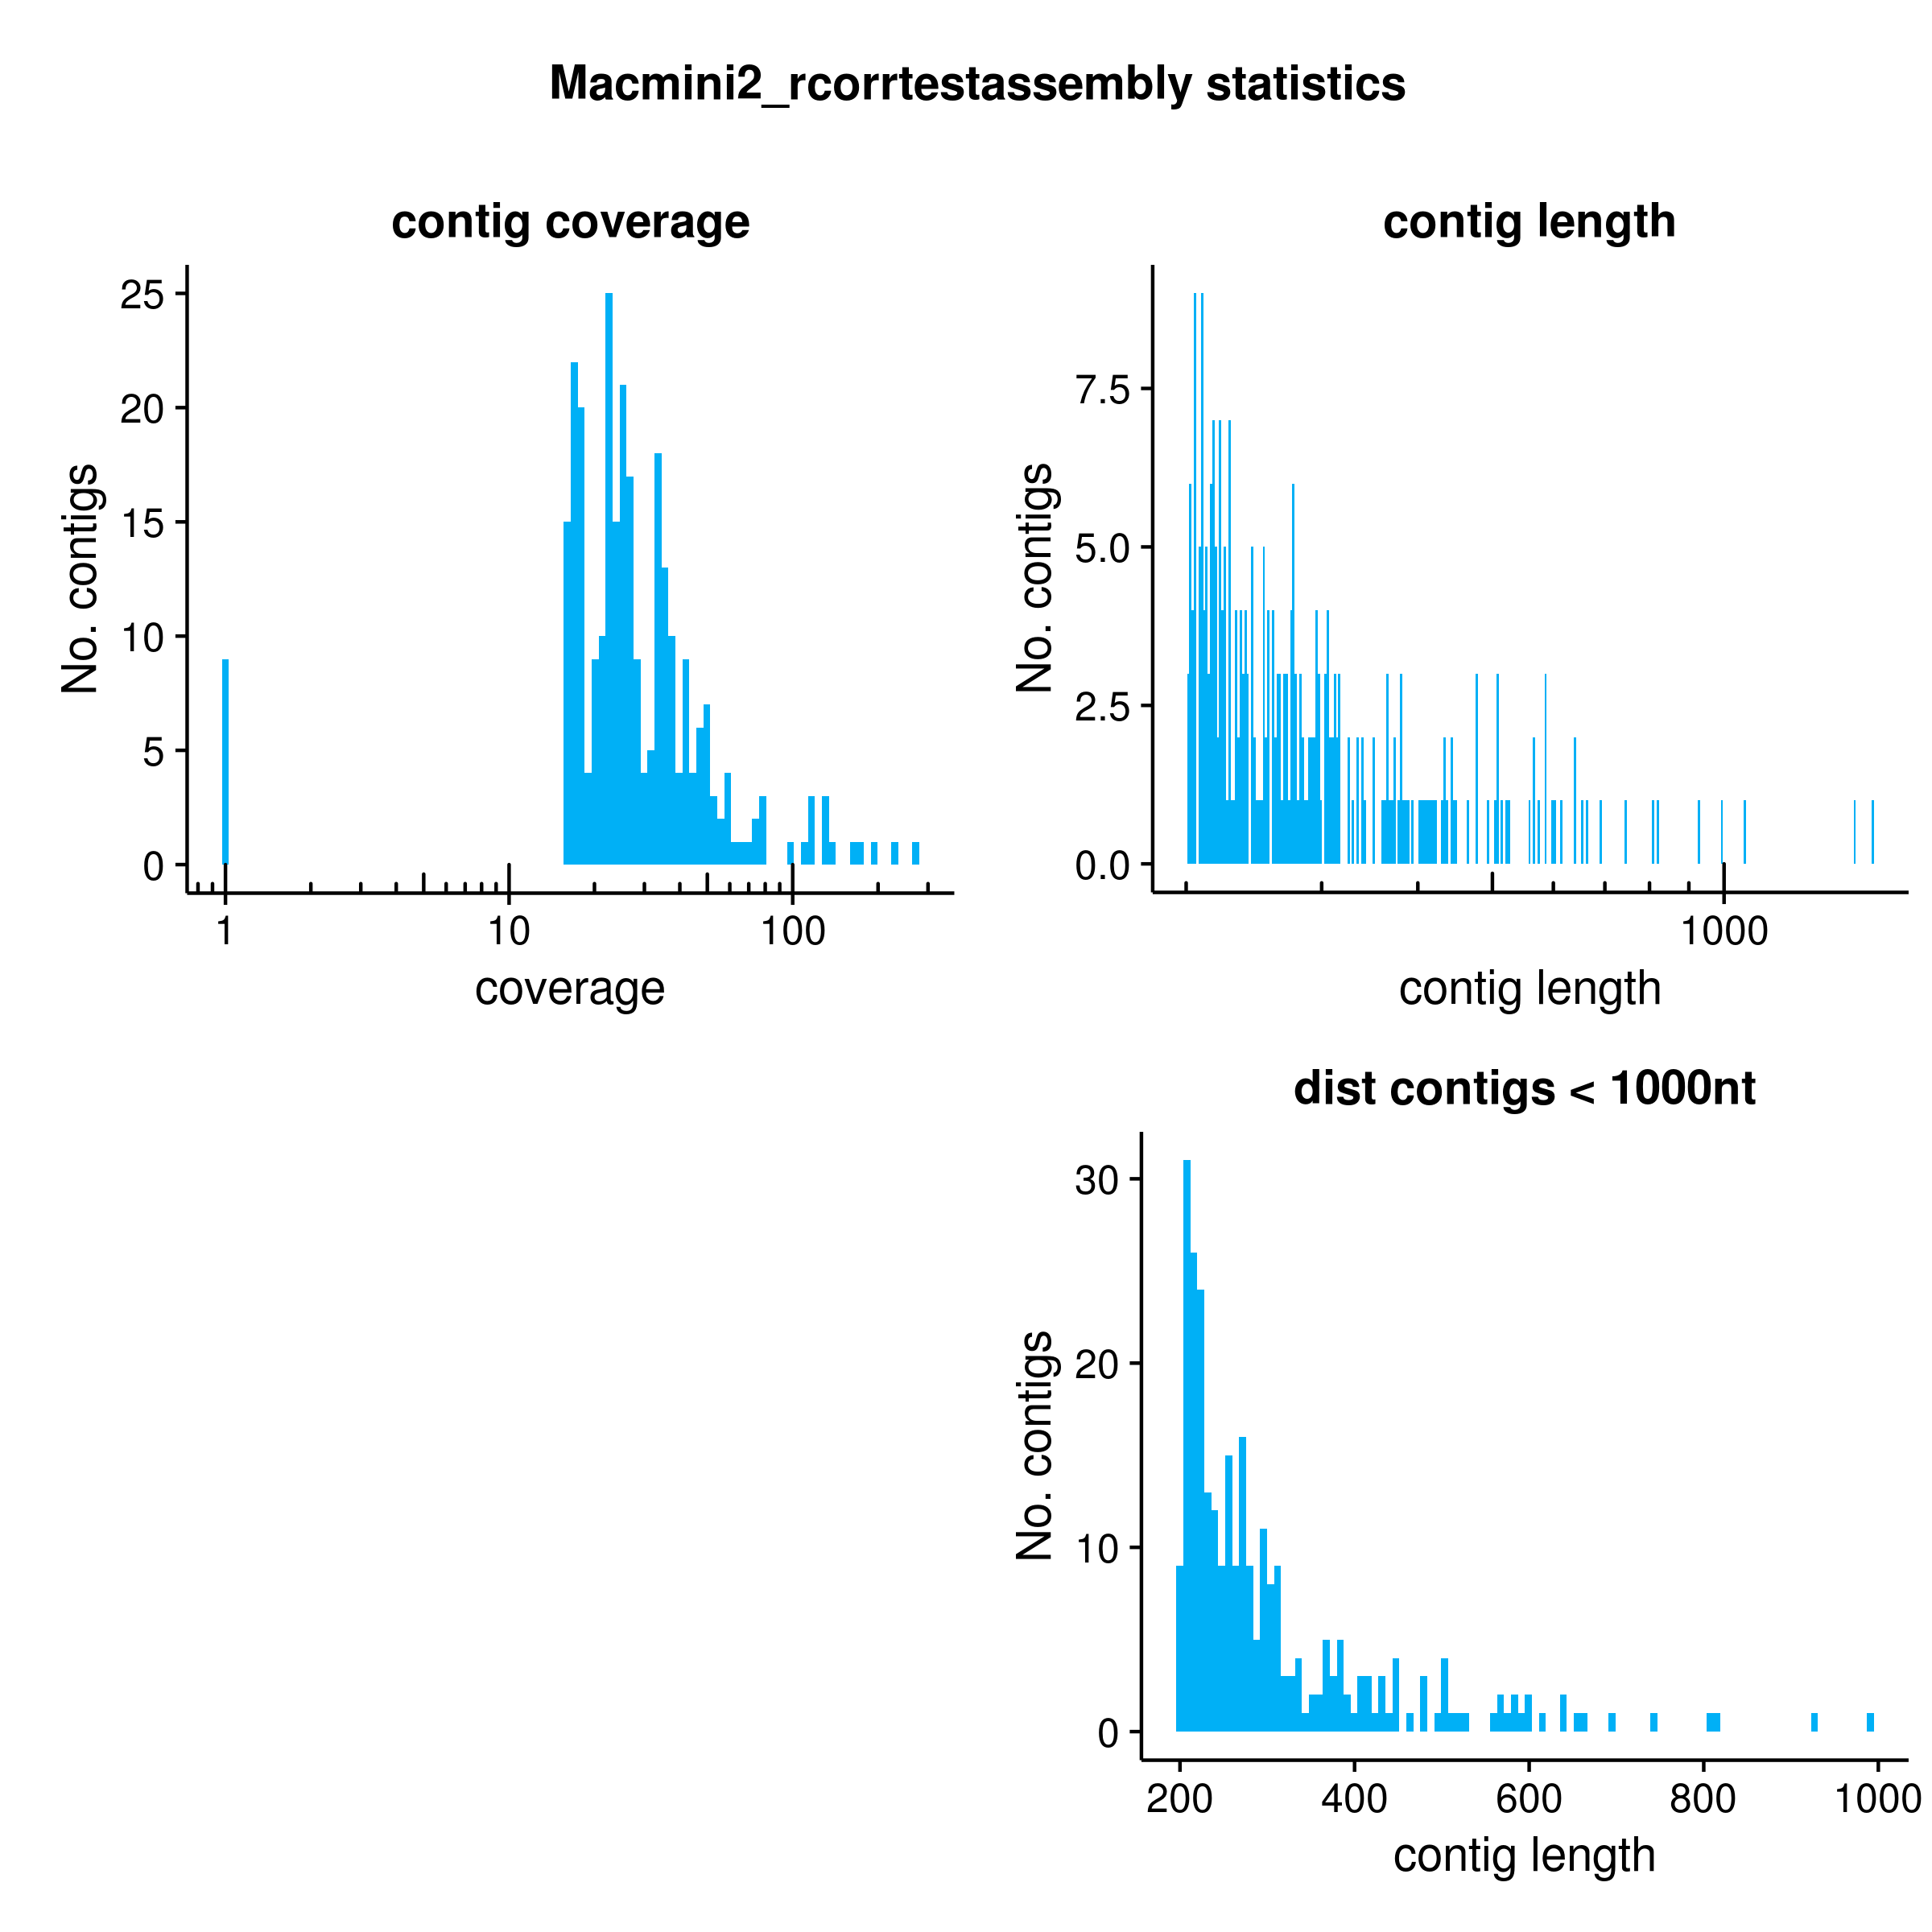 Macmini2_rcorrtestassembly statistics
contig coverage
25
20
15
10
5
0
No. contigs
1 10 100
coverage
contig length
7.5
5.0
2.5
0.0
No. contigs
1000
contig length
dist contigs < 1000nt
30
20
10
0
No. contigs
200 400 600 800 1000
contig length